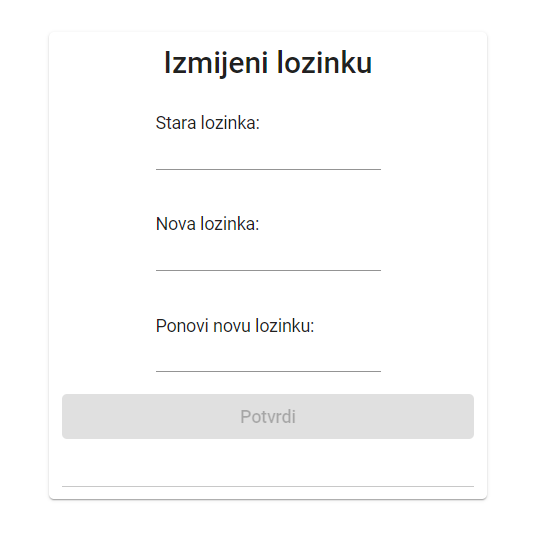 Izmijeni lozinku
Stara lozinka:
Nova lozinka:
Ponovi novu lozinku:
Potvrdi